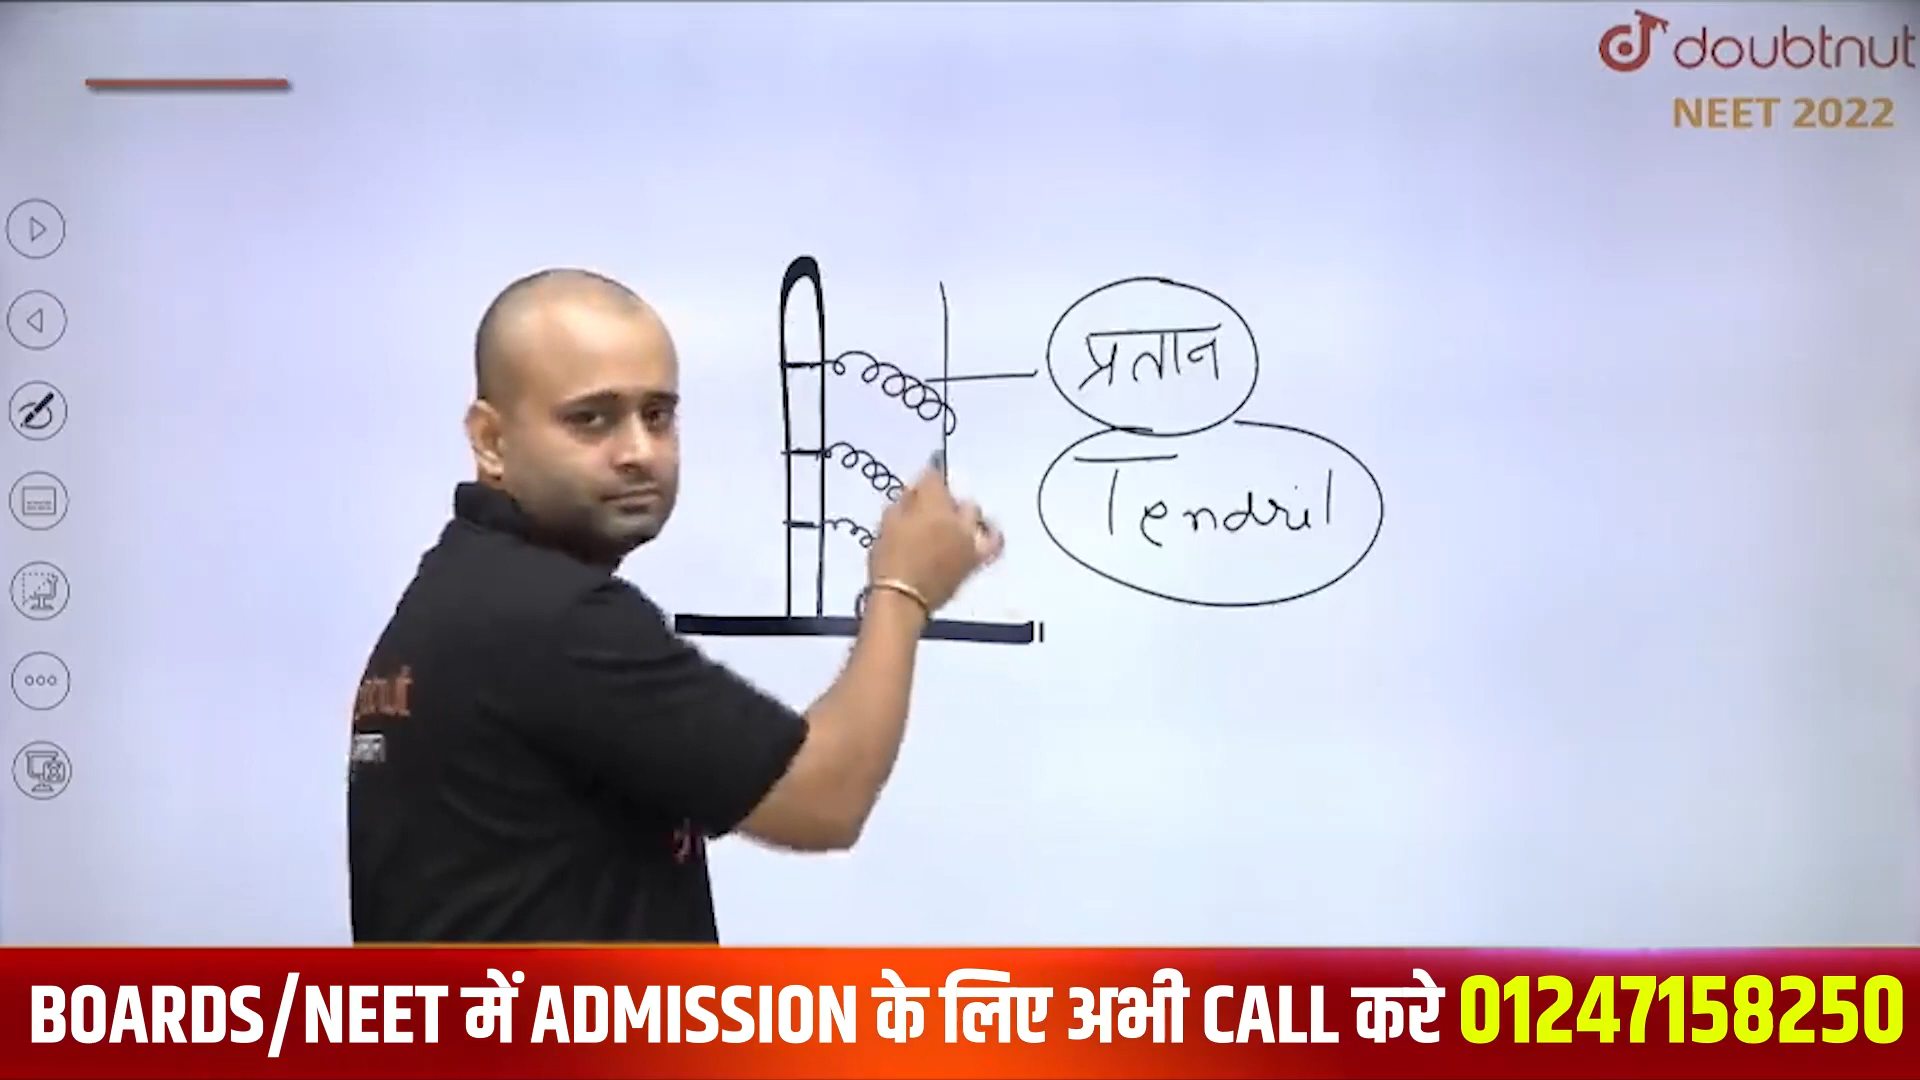 doubtnut
NEET 2022
प्रतान
Tendril
BOARDS/NEET में ADMISSION के लिए अभी CALL करे 01247158250